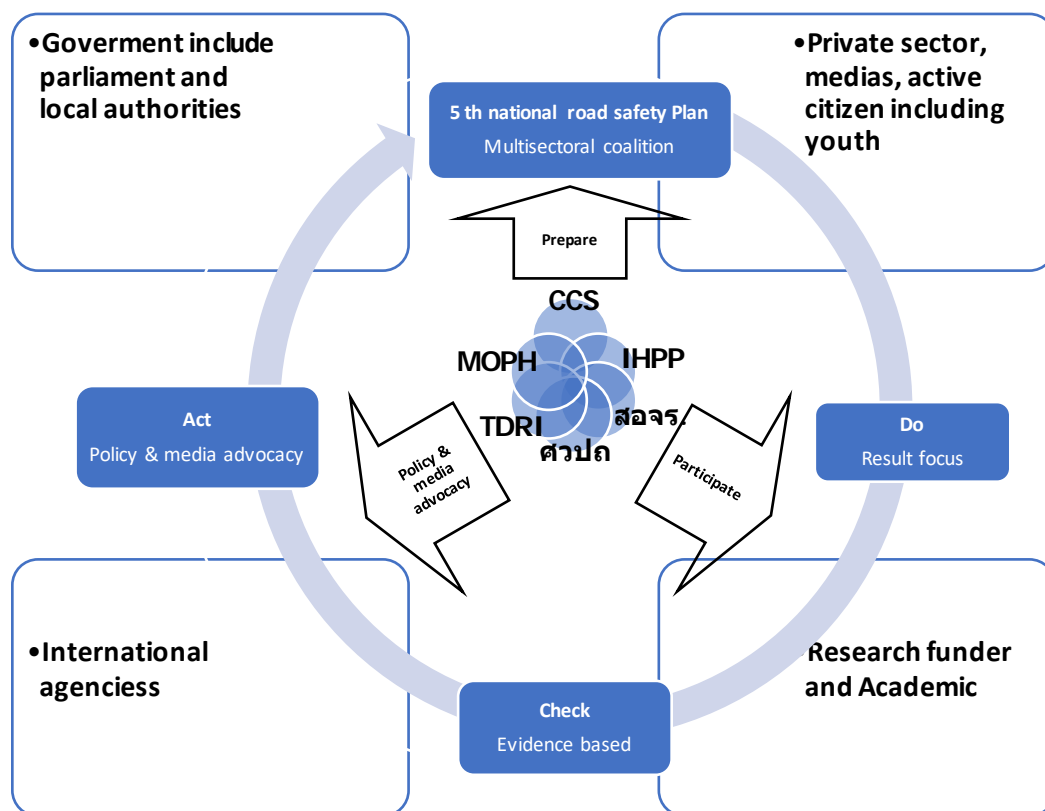 •Goverment include
parliament and
local authorities
•Private sector,
medias, active
citizen including
youth
5 th national road safety Plan
Multisectoral coalition
Prepare
CCS
MOPH
IHPP
TDRI
สอจร.
ศวปถ
Act
Policy & media advocacy
Policy &
media
advocacy
Participate
Do
Result focus
•International
agenciess
•Research funder
and Academic
Check
Evidence based